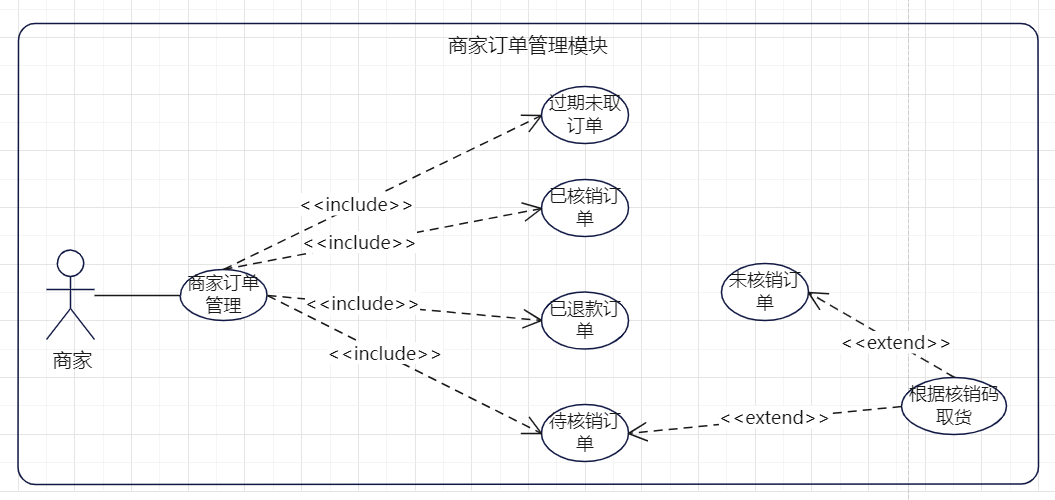 商家订单管理模块
过期未取
订单
<<include>>
已核销订
单
<<include>>
商家订单
管理
未核销订
单
<<include>>
已退款订
单
<<extend>>
<<include>>
商家
根据核销码
取货
待核销订
单
<<extend>>